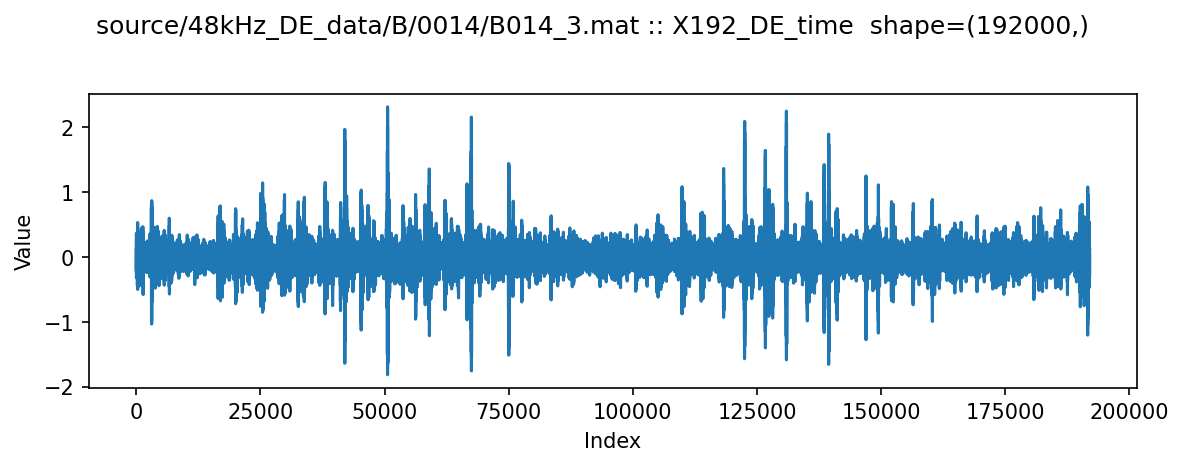 source/48kHz_DE_data/B/0014/B014_3.mat :: X192_DE_time  shape=(192000,)
2
1
0
−1
−2
Value
0 25000 50000 75000 100000 125000 150000 175000 200000
Index